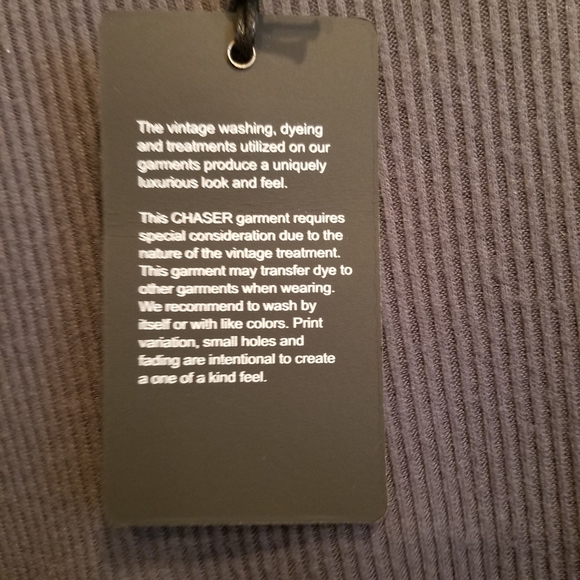 The vintage washing, dyeing
and treatments utilized on our
garments produce a uniquely
luxurious look and feel.
This CHASER garment requires
special consideration due to the
nature of the vintage treatment.
This garment may transfer dye to
other garments when wearing.
We recommend to wash by
itself or with like colors. Print
variation, small holes and
fading are intentional to create
a one of a kind feel.